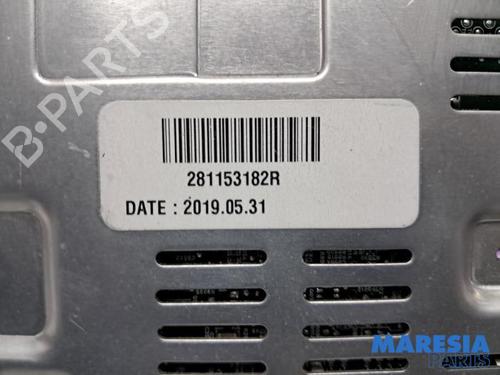 B-PARTS
281153182R
DATE : 2019.05.31
MARESIA
PARTS